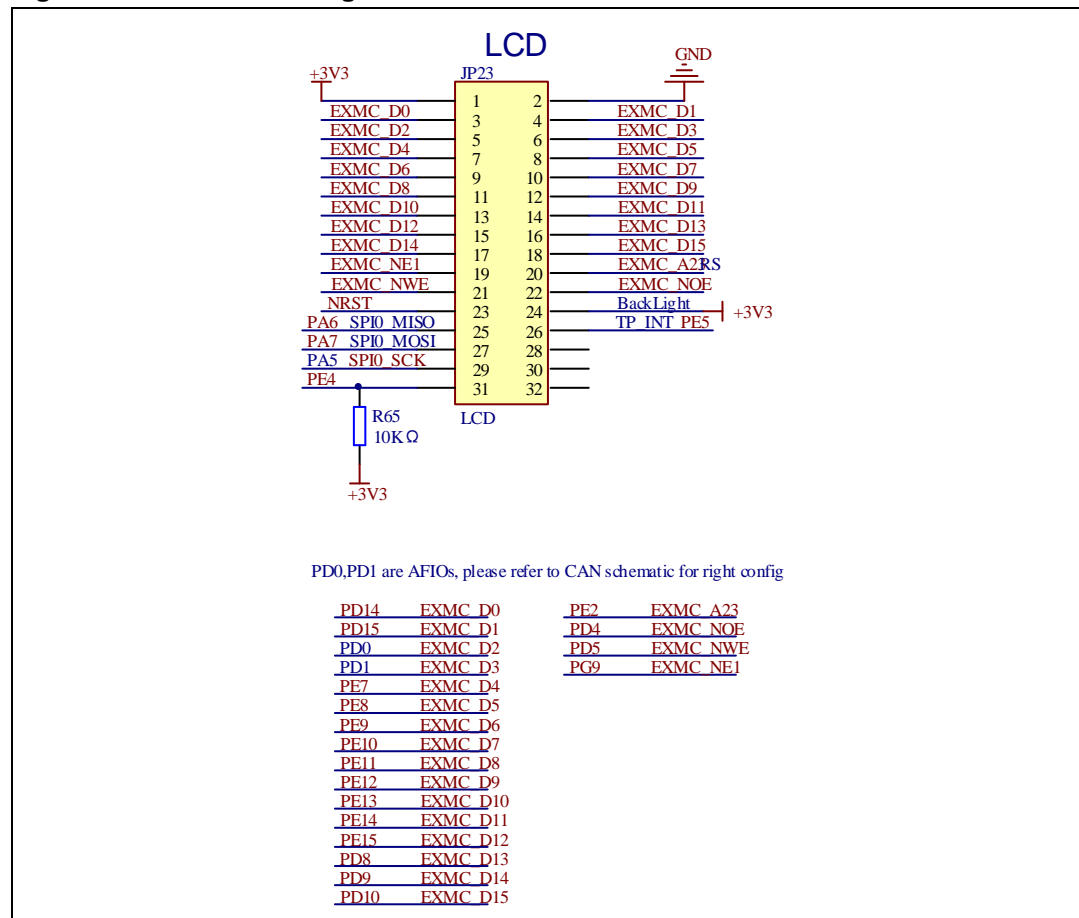 LCD
+3V3 JP23 GND
1 2
EXMC_D0 3 4 EXMC_D1
EXMC_D2 5 6 EXMC_D3
EXMC_D4 7 8 EXMC_D5
EXMC_D6 9 10 EXMC_D7
EXMC_D8 11 12 EXMC_D9
EXMC_D10 13 14 EXMC_D11
EXMC_D12 15 16 EXMC_D13
EXMC_D14 17 18 EXMC_D15
EXMC_NE1 19 20 EXMC_A23 RS
EXMC_NWE 21 22 EXMC_NOE
NRST 23 24 BackLight +3V3
PA6 SPI0_MISO 25 26 TP_INT PE5
PA7 SPI0_MOSI 27 28
PA5 SPI0_SCK 29 30
PE4 31 32
R65 LCD
10KΩ
+3V3
PD0,PD1 are AFIOs, please refer to CAN schematic for right config
PD14 EXMC_D0
PD15 EXMC_D1
PD0 EXMC_D2
PD1 EXMC_D3
PE7 EXMC_D4
PE8 EXMC_D5
PE9 EXMC_D6
PE10 EXMC_D7
PE11 EXMC_D8
PE12 EXMC_D9
PE13 EXMC_D10
PE14 EXMC_D11
PE15 EXMC_D12
PD8 EXMC_D13
PD9 EXMC_D14
PD10 EXMC_D15
PE2 EXMC_A23
PD4 EXMC_NOE
PD5 EXMC_NWE
PG9 EXMC_NE1